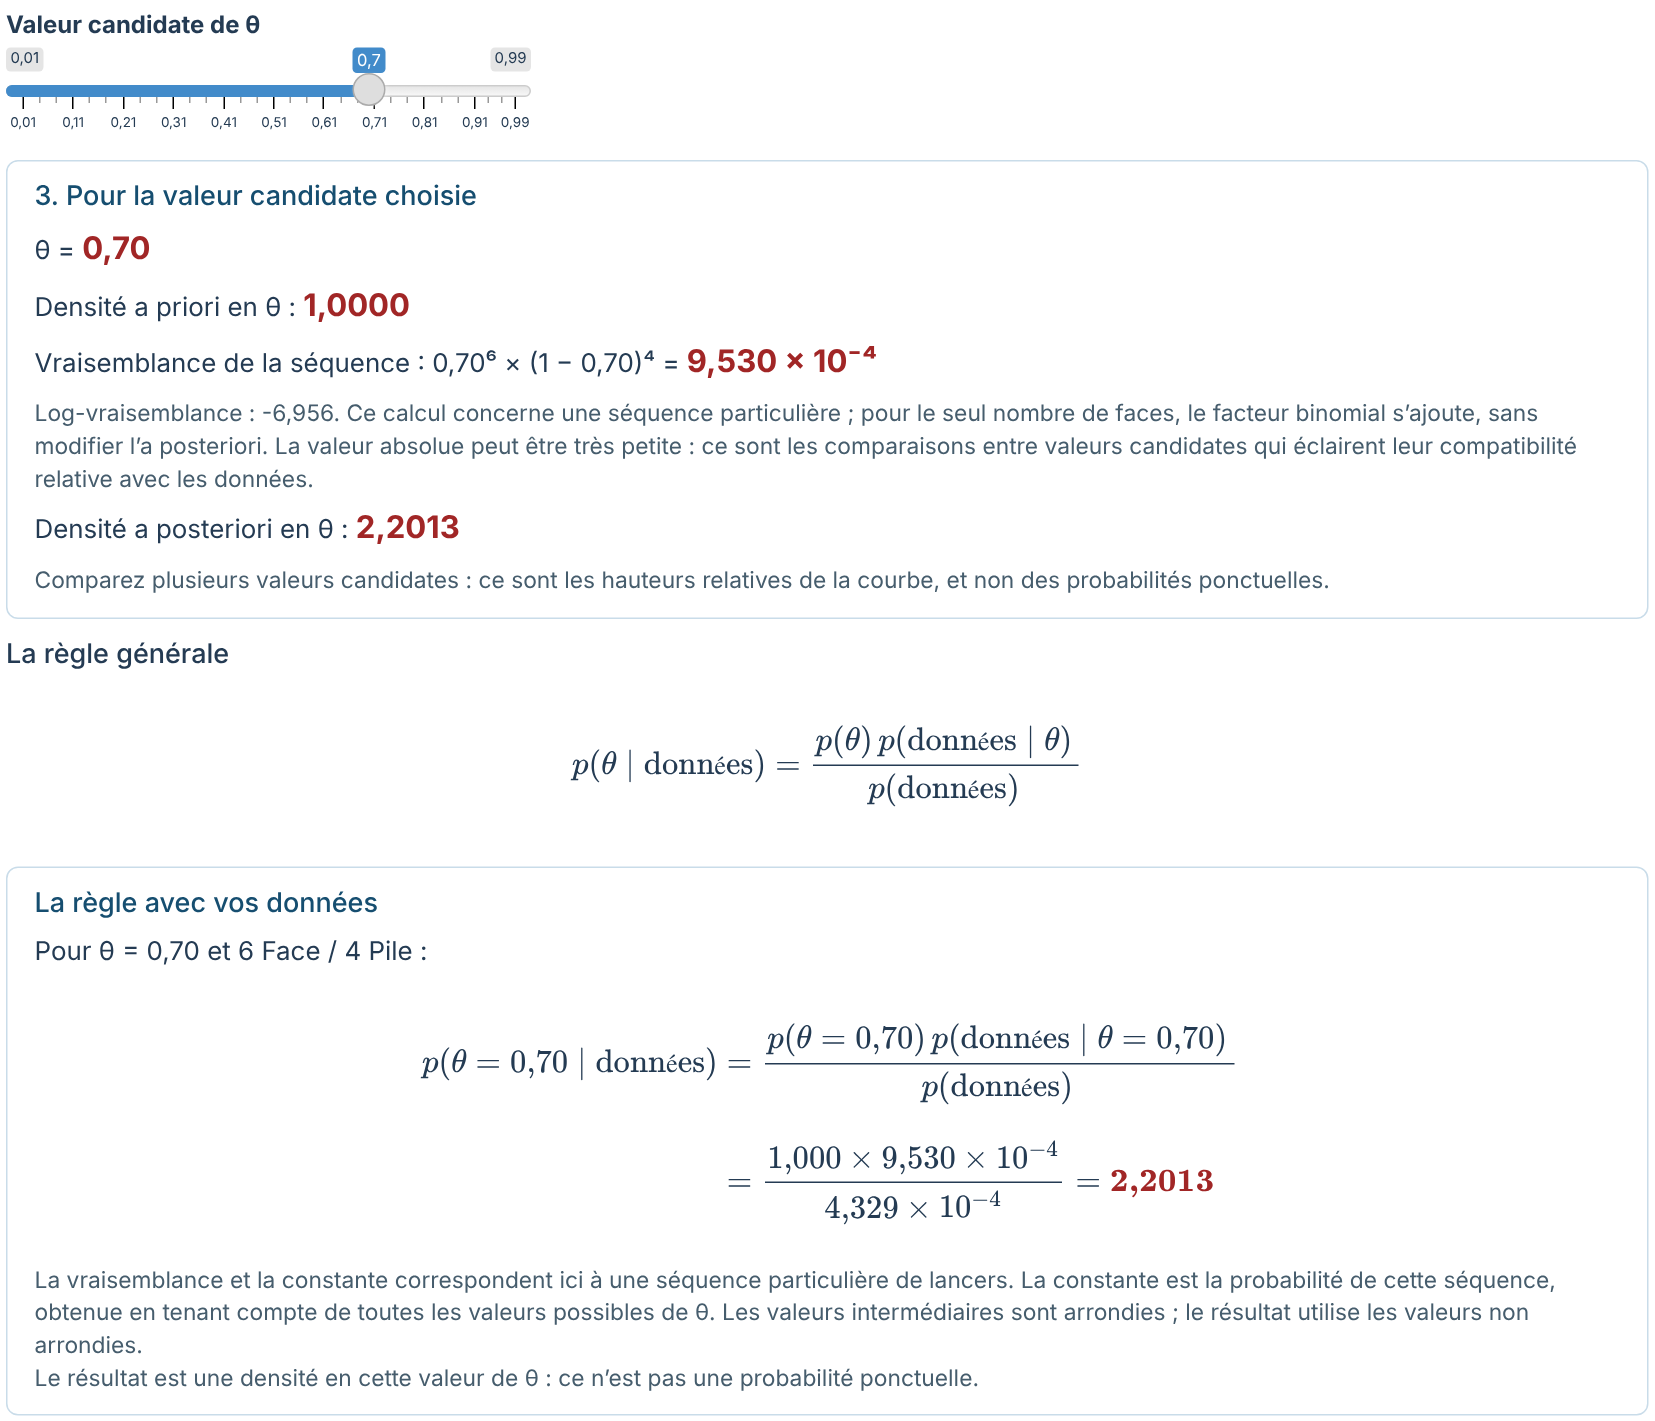 Valeur candidate de θ
0,01 0,7 0,99
0,01 0,11 0,21 0,31 0,41 0,51 0,61 0,71 0,81 0,91 0,99
3. Pour la valeur candidate choisie
θ = 0,70
Densité a priori en θ : 1,0000
Vraisemblance de la séquence : 0,70⁶ × (1 − 0,70)⁴ = 9,530 × 10⁻⁴
Log-vraisemblance : -6,956. Ce calcul concerne une séquence particulière ; pour le seul nombre de faces, le facteur binomial s’ajoute, sans
modifier l’a posteriori. La valeur absolue peut être très petite : ce sont les comparaisons entre valeurs candidates qui éclairent leur compatibilité
relative avec les données.
Densité a posteriori en θ : 2,2013
Comparez plusieurs valeurs candidates : ce sont les hauteurs relatives de la courbe, et non des probabilités ponctuelles.
La règle générale
p(θ) p(données | θ)
p(θ | données) =
p(données)
La règle avec vos données
Pour θ = 0,70 et 6 Face / 4 Pile :
p(θ = 0,70) p(données | θ = 0,70)
p(θ = 0,70 | données) =
p(données)
1,000 × 9,530 × 10⁻⁴
= = 2,2013
4,329 × 10⁻⁴
La vraisemblance et la constante correspondent ici à une séquence particulière de lancers. La constante est la probabilité de cette séquence,
obtenue en tenant compte de toutes les valeurs possibles de θ. Les valeurs intermédiaires sont arrondies ; le résultat utilise les valeurs non
arrondies.
Le résultat est une densité en cette valeur de θ : ce n’est pas une probabilité ponctuelle.